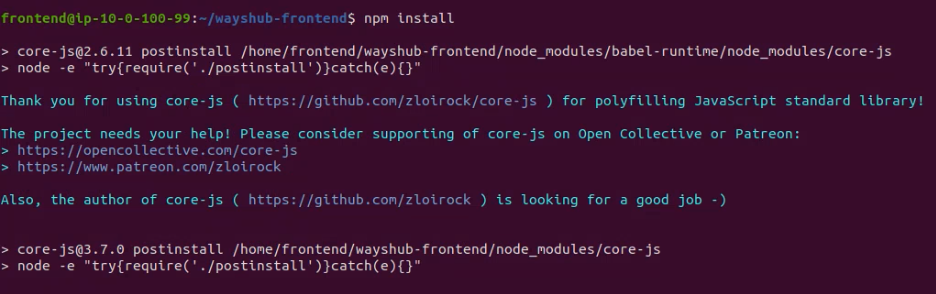 frontend@ip-10-0-100-99:~/wayshub-frontend$ npm install
> core-js@2.6.11 postinstall /home/frontend/wayshub-frontend/node_modules/babel-runtime/node_modules/core-js
> node -e "try{require('./postinstall')}catch(e){}"
Thank you for using core-js ( https://github.com/zloirock/core-js ) for polyfilling JavaScript standard library!
The project needs your help! Please consider supporting of core-js on Open Collective or Patreon:
> https://opencollective.com/core-js
> https://www.patreon.com/zloirock
Also, the author of core-js ( https://github.com/zloirock ) is looking for a good job -)
> core-js@3.7.0 postinstall /home/frontend/wayshub-frontend/node_modules/core-js
> node -e "try{require('./postinstall')}catch(e){}"